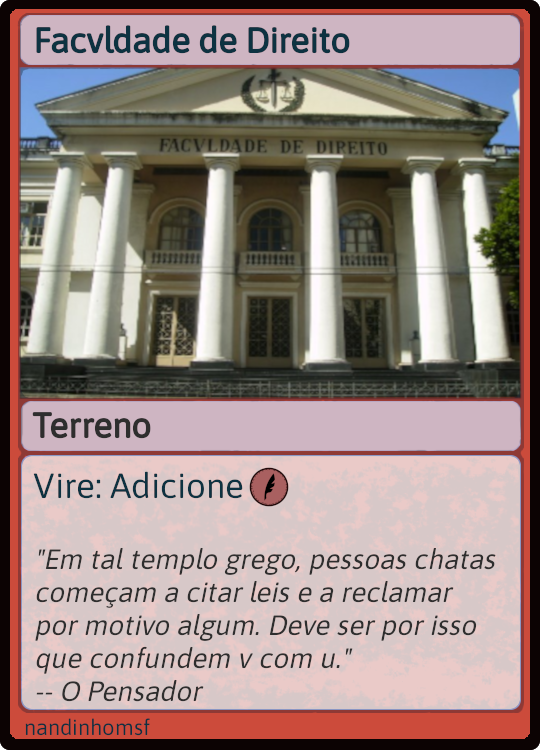 Facvldade de Direito
FACVLDADE DE DIREITO
Terreno
Vire: Adicione
"Em tal templo grego, pessoas chatas
começam a citar leis e a reclamar
por motivo algum. Deve ser por isso
que confundem v com u."
-- O Pensador
nandinhomsf